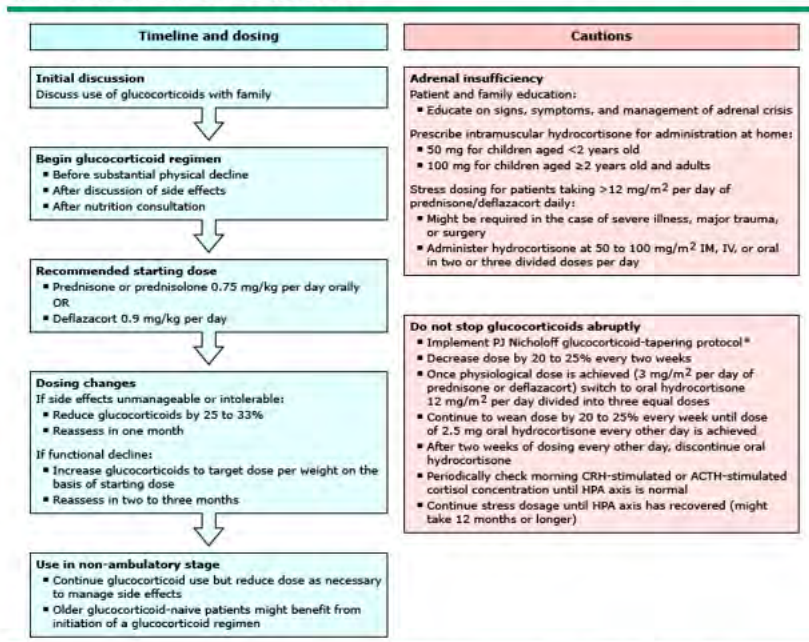 Timeline and dosing
Initial discussion
Discuss use of glucocorticoids with family
Begin glucocorticoid regimen
▪ Before substantial physical decline
▪ After discussion of side effects
▪ After nutrition consultation
Recommended starting dose
▪ Prednisone or prednisolone 0.75 mg/kg per day orally
OR
▪ Deflazacort 0.9 mg/kg per day
Dosing changes
If side effects unmanageable or intolerable:
▪ Reduce glucocorticoids by 25 to 33%
▪ Reassess in one month
If functional decline:
▪ Increase glucocorticoids to target dose per weight on the
basis of starting dose
▪ Reassess in two to three months
Use in non-ambulatory stage
▪ Continue glucocorticoid use but reduce dose as necessary
to manage side effects
▪ Older glucocorticoid-naive patients might benefit from
initiation of a glucocorticoid regimen
Cautions
Adrenal insufficiency
Patient and family education:
▪ Educate on signs, symptoms, and management of adrenal crisis
Prescribe intramuscular hydrocortisone for administration at home:
▪ 50 mg for children aged <2 years old
▪ 100 mg for children aged ≥2 years old and adults
Stress dosing for patients taking >12 mg/m² per day of
prednisone/deflazacort daily:
▪ Might be required in the case of severe illness, major trauma,
or surgery
▪ Administer hydrocortisone at 50 to 100 mg/m² IM, IV, or oral
in two or three divided doses per day
Do not stop glucocorticoids abruptly
▪ Implement PJ Nicholoff glucocorticoid-tapering protocol*
▪ Decrease dose by 20 to 25% every two weeks
▪ Once physiological dose is achieved (3 mg/m² per day of
prednisone or deflazacort) switch to oral hydrocortisone
12 mg/m² per day divided into three equal doses
▪ Continue to wean dose by 20 to 25% every week until dose
of 2.5 mg oral hydrocortisone every other day is achieved
▪ After two weeks of dosing every other day, discontinue oral
hydrocortisone
▪ Periodically check morning CRH-stimulated or ACTH-stimulated
cortisol concentration until HPA axis is normal
▪ Continue stress dosage until HPA axis has recovered (might
take 12 months or longer)